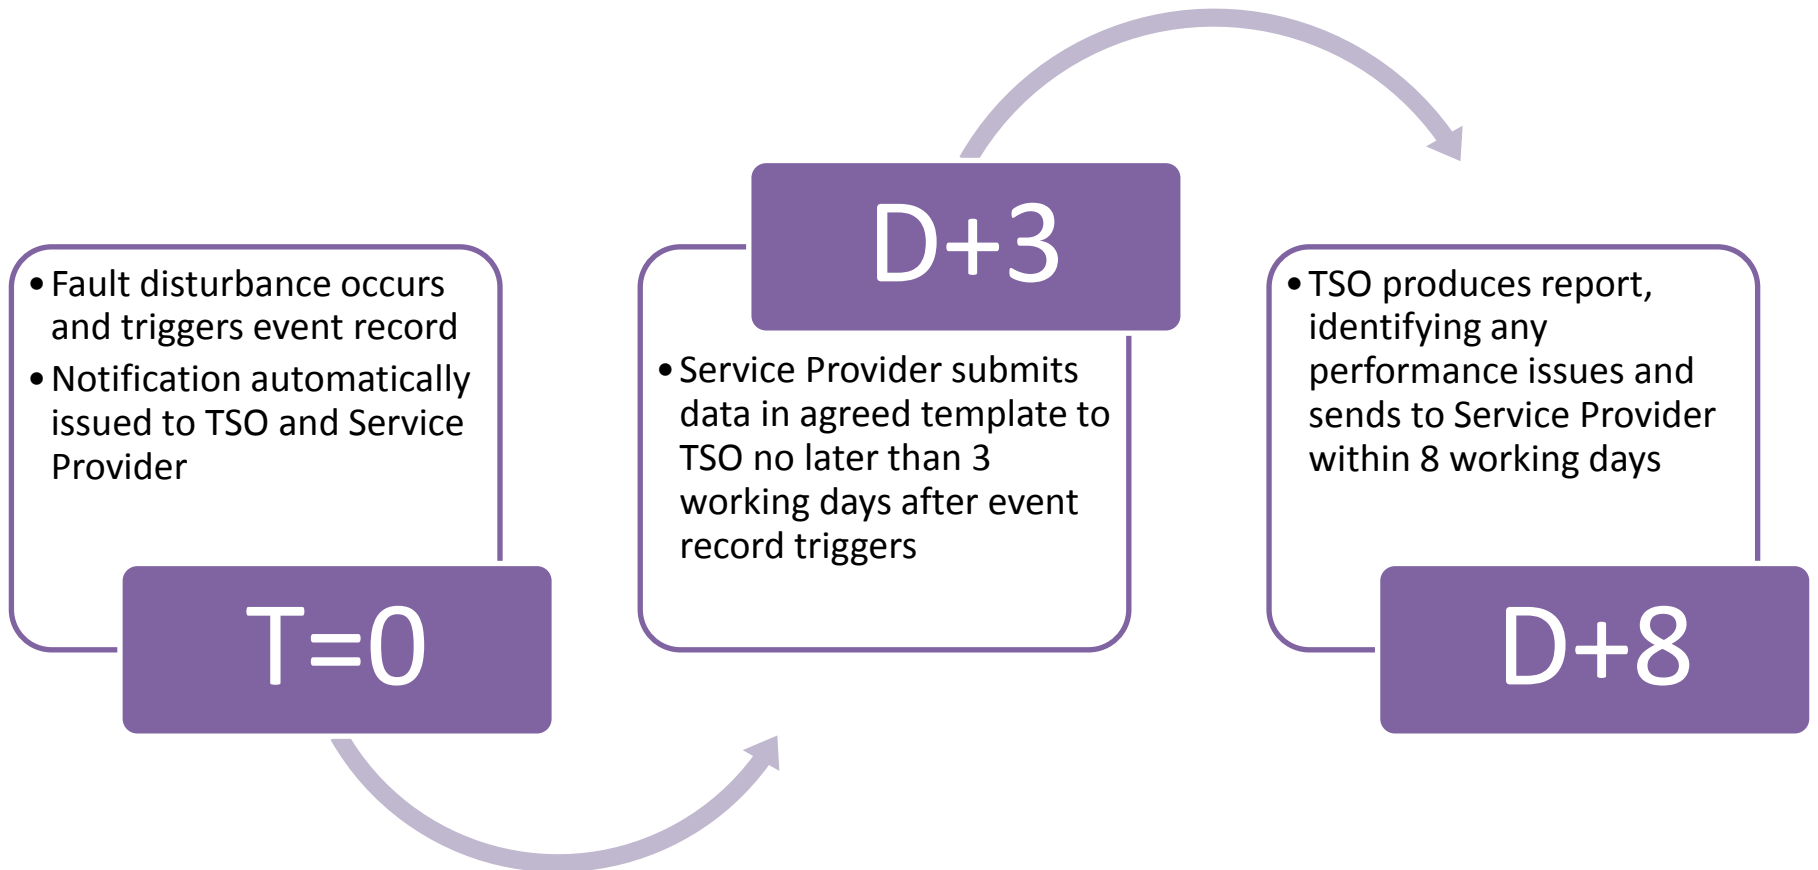 • Fault disturbance occurs
and triggers event record
• Notification automatically
issued to TSO and Service
Provider
T=0
D+3
• Service Provider submits
data in agreed template to
TSO no later than 3
working days after event
record triggers
• TSO produces report,
identifying any
performance issues and
sends to Service Provider
within 8 working days
D+8